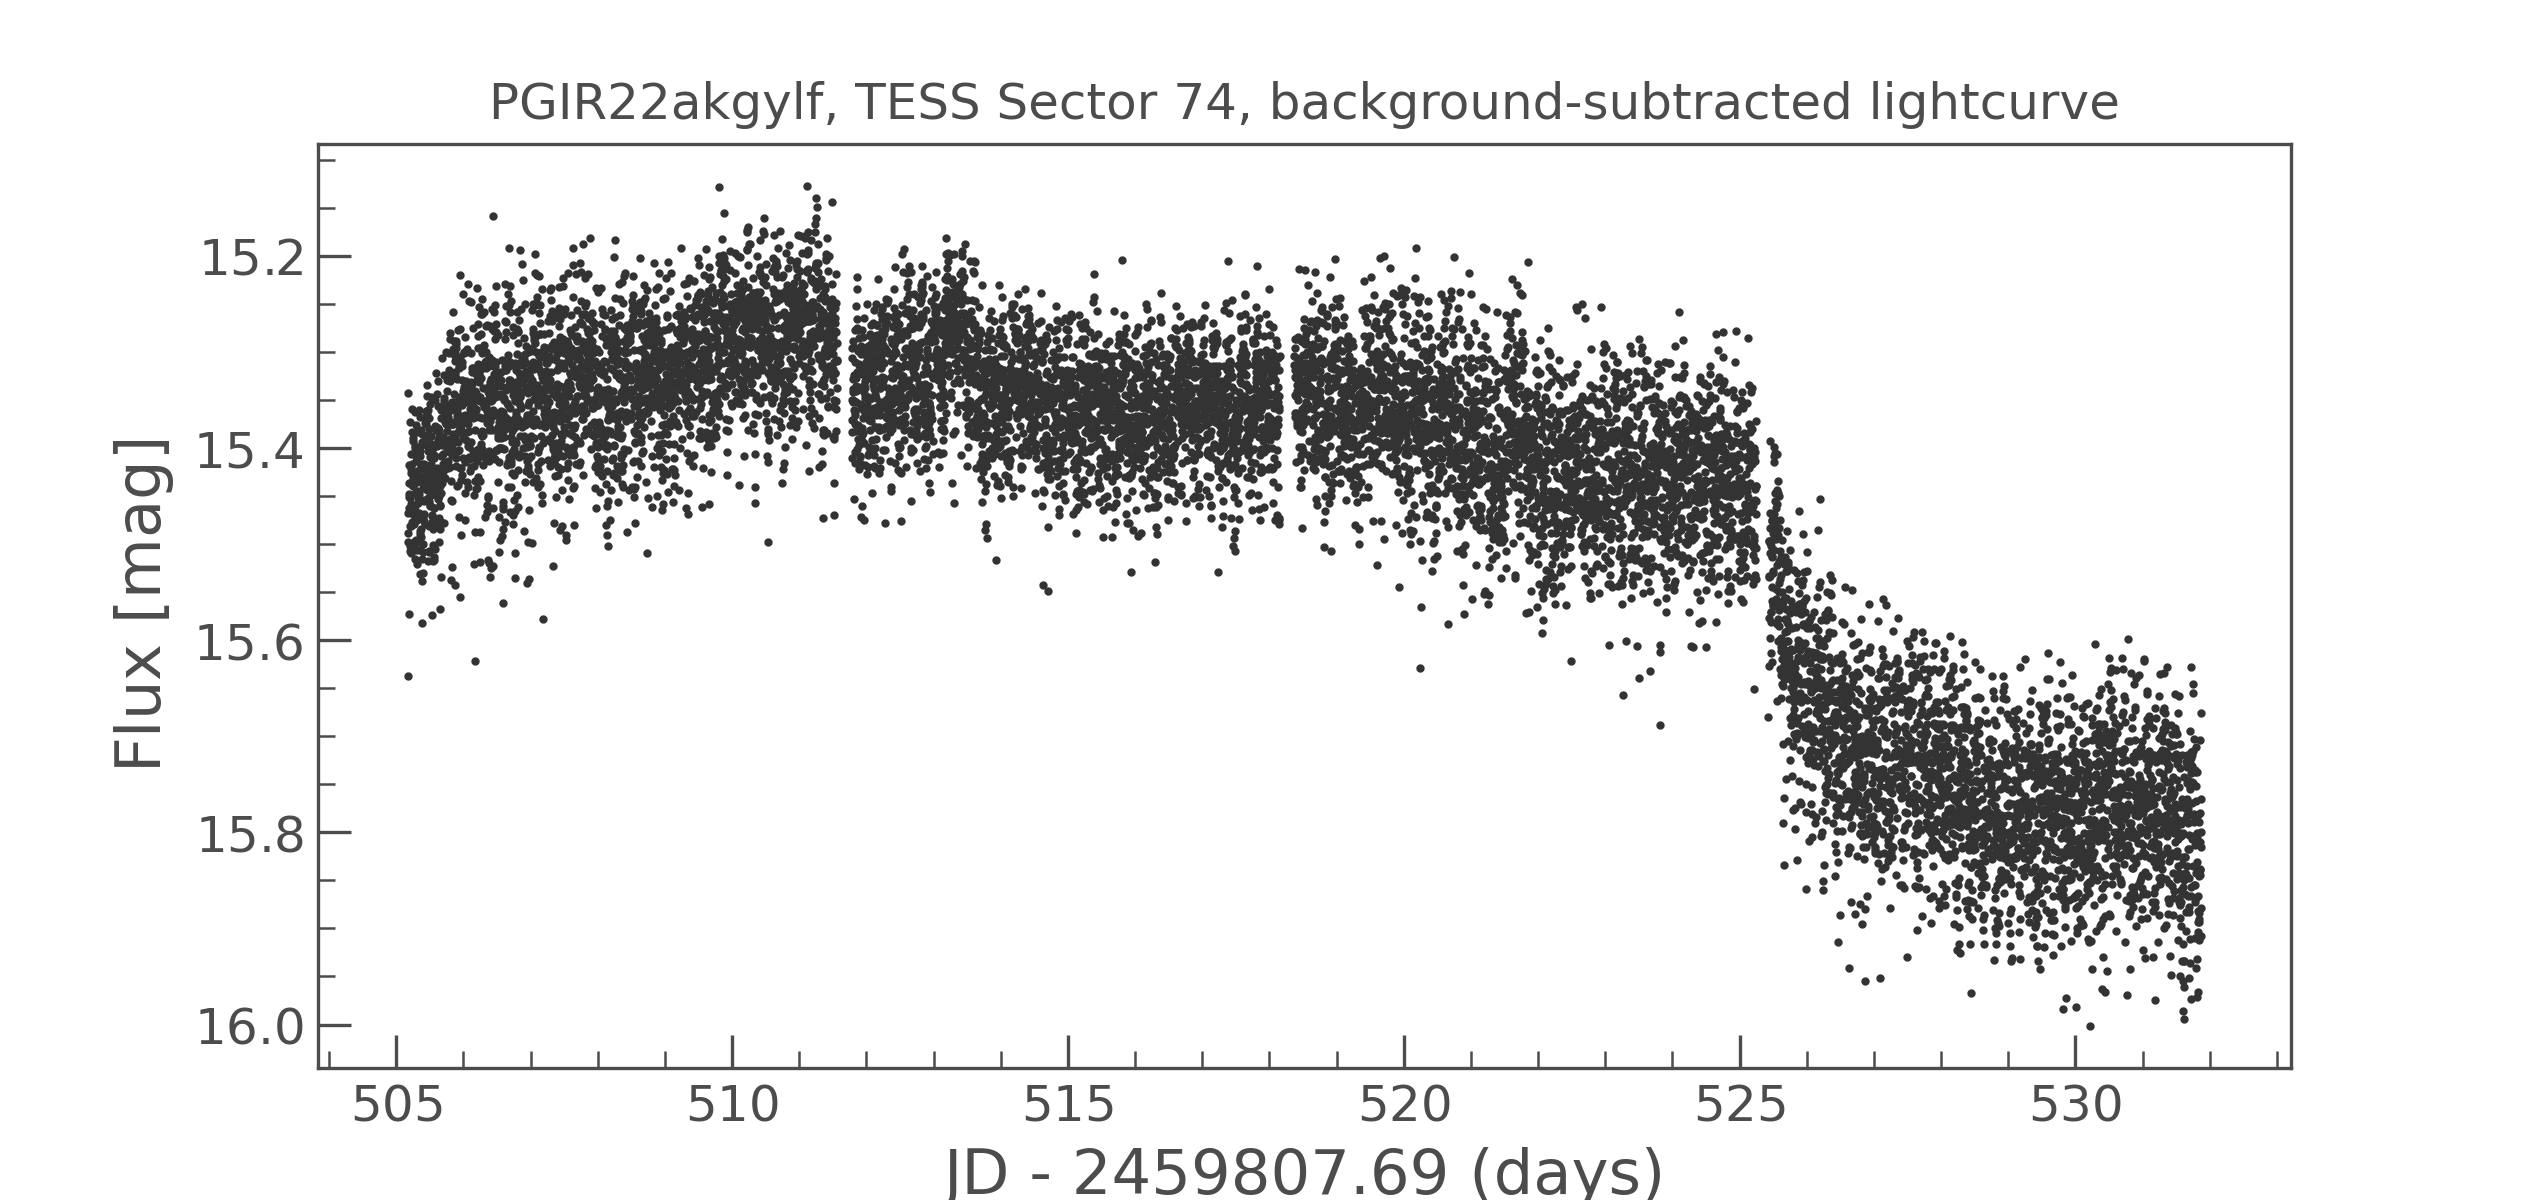 PGIR22akgylf, TESS Sector 74, background-subtracted lightcurve
Flux [mag]
15.2
15.4
15.6
15.8
16.0
505 510 515 520 525 530
JD - 2459807.69 (days)